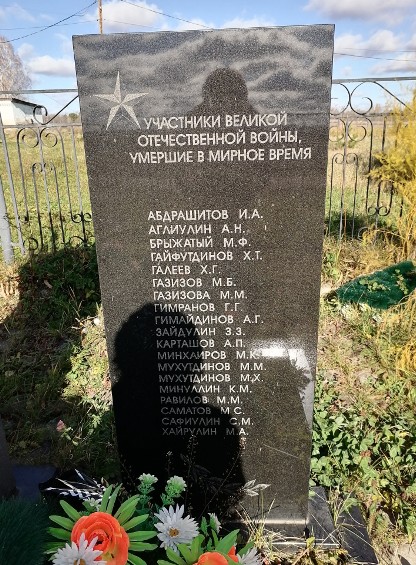 УЧАСТНИКИ ВЕЛИКОЙ
ОТЕЧЕСТВЕННОЙ ВОЙНЫ,
УМЕРШИЕ В МИРНОЕ ВРЕМЯ
АБДРАШИТОВ И.А.
АГЛИУЛИН А.Н.
БРЫЖАТЫЙ М.Ф.
ГАЙФУТДИНОВ Х.Т.
ГАЛЕЕВ Х.Г.
ГАЗИЗОВ М.Б.
ГАЗИЗОВА М.М.
ГИМРАНОВ Г.Г.
ГИМАЙДИНОВ А.Г.
ЗАЙДУЛИН З.З.
КАРТАШОВ А.П.
МИНХАИРОВ М.К.
МУХУТДИНОВ М.М.
МУХУТДИНОВ М.Х.
МИНУЛЛИН К.М.
РАВИЛОВ М.М.
САМАТОВ М.С.
САФИУЛИН С.М.
ХАЙРУЛИН М.А.